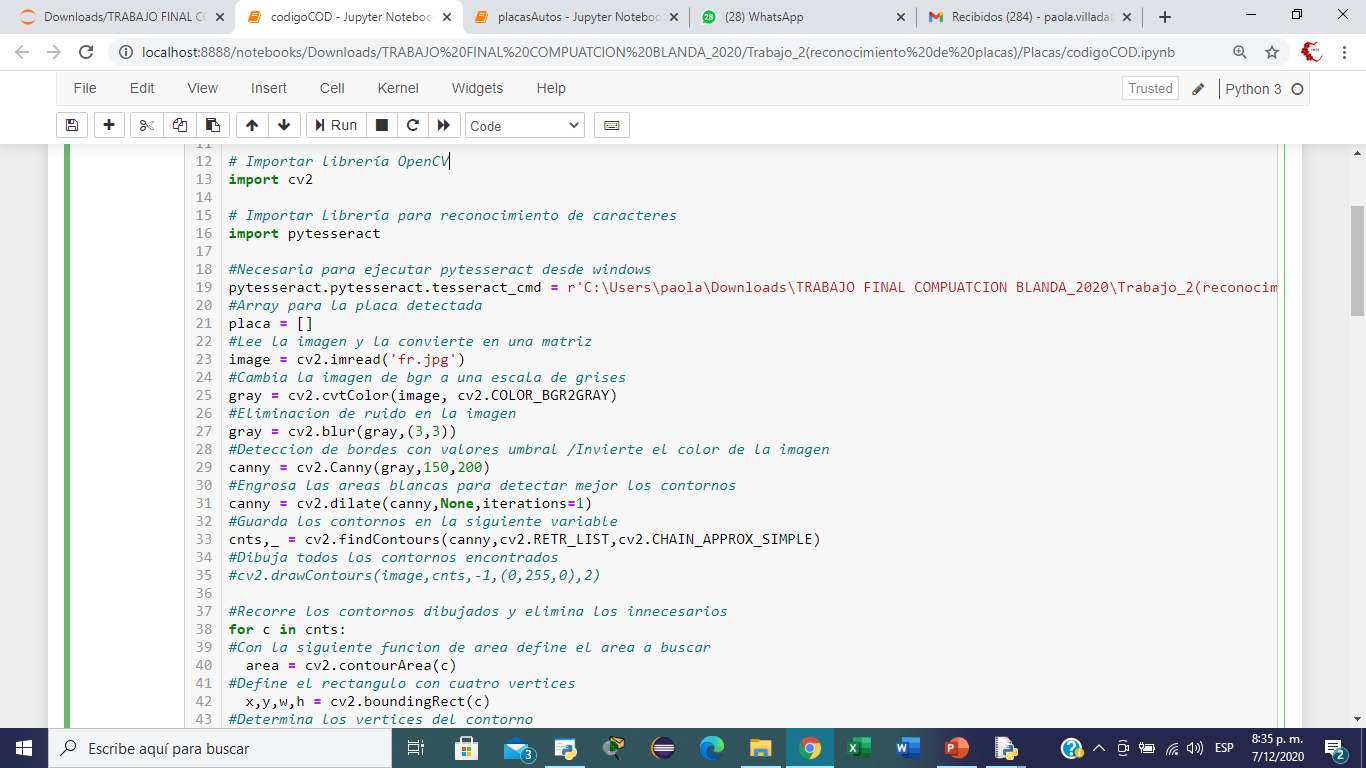 Downloads/TRABAJO FINAL CO
codigoCOD - Jupyter Noteboo
placasAutos - Jupyter Noteboo
(28) WhatsApp
Recibidos (284) - paola.villada
localhost:8888/notebooks/Downloads/TRABAJO%20FINAL%20COMPUATCION%20BLANDA_2020/Trabajo_2(reconocimiento%20de%20placas)/Placas/codigoCOD.ipynb
File Edit View Insert Cell Kernel Widgets Help Trusted Python 3
Run Code
11
12 # Importar librería OpenCV
13 import cv2
14
15 # Importar Librería para reconocimiento de caracteres
16 import pytesseract
17
18 #Necesaria para ejecutar pytesseract desde windows
19 pytesseract.pytesseract.tesseract_cmd = r'C:\Users\paola\Downloads\TRABAJO FINAL COMPUATCION BLANDA_2020\Trabajo_2(reconocim
20 #Array para la placa detectada
21 placa = []
22 #Lee la imagen y la convierte en una matriz
23 image = cv2.imread('fr.jpg')
24 #Cambia la imagen de bgr a una escala de grises
25 gray = cv2.cvtColor(image, cv2.COLOR_BGR2GRAY)
26 #Eliminacion de ruido en la imagen
27 gray = cv2.blur(gray,(3,3))
28 #Deteccion de bordes con valores umbral /Invierte el color de la imagen
29 canny = cv2.Canny(gray,150,200)
30 #Engrosa las areas blancas para detectar mejor los contornos
31 canny = cv2.dilate(canny,None,iterations=1)
32 #Guarda los contornos en la siguiente variable
33 cnts,_ = cv2.findContours(canny,cv2.RETR_LIST,cv2.CHAIN_APPROX_SIMPLE)
34 #Dibuja todos los contornos encontrados
35 #cv2.drawContours(image,cnts,-1,(0,255,0),2)
36
37 #Recorre los contornos dibujados y elimina los innecesarios
38 for c in cnts:
39 #Con la siguiente funcion de area define el area a buscar
40 area = cv2.contourArea(c)
41 #Define el rectangulo con cuatro vertices
42 x,y,w,h = cv2.boundingRect(c)
43 #Determina los vertices del contorno
Escribe aquí para buscar
3
ESP
8:35 p. m.
7/12/2020
2